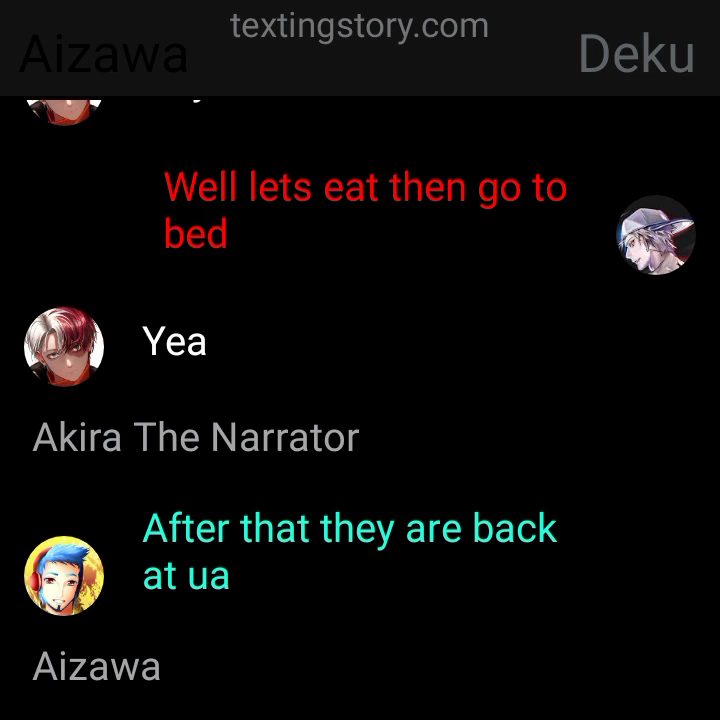 textingstory.com
Aizawa
Deku
Well lets eat then go to
bed
Yea
Akira The Narrator
After that they are back
at ua
Aizawa